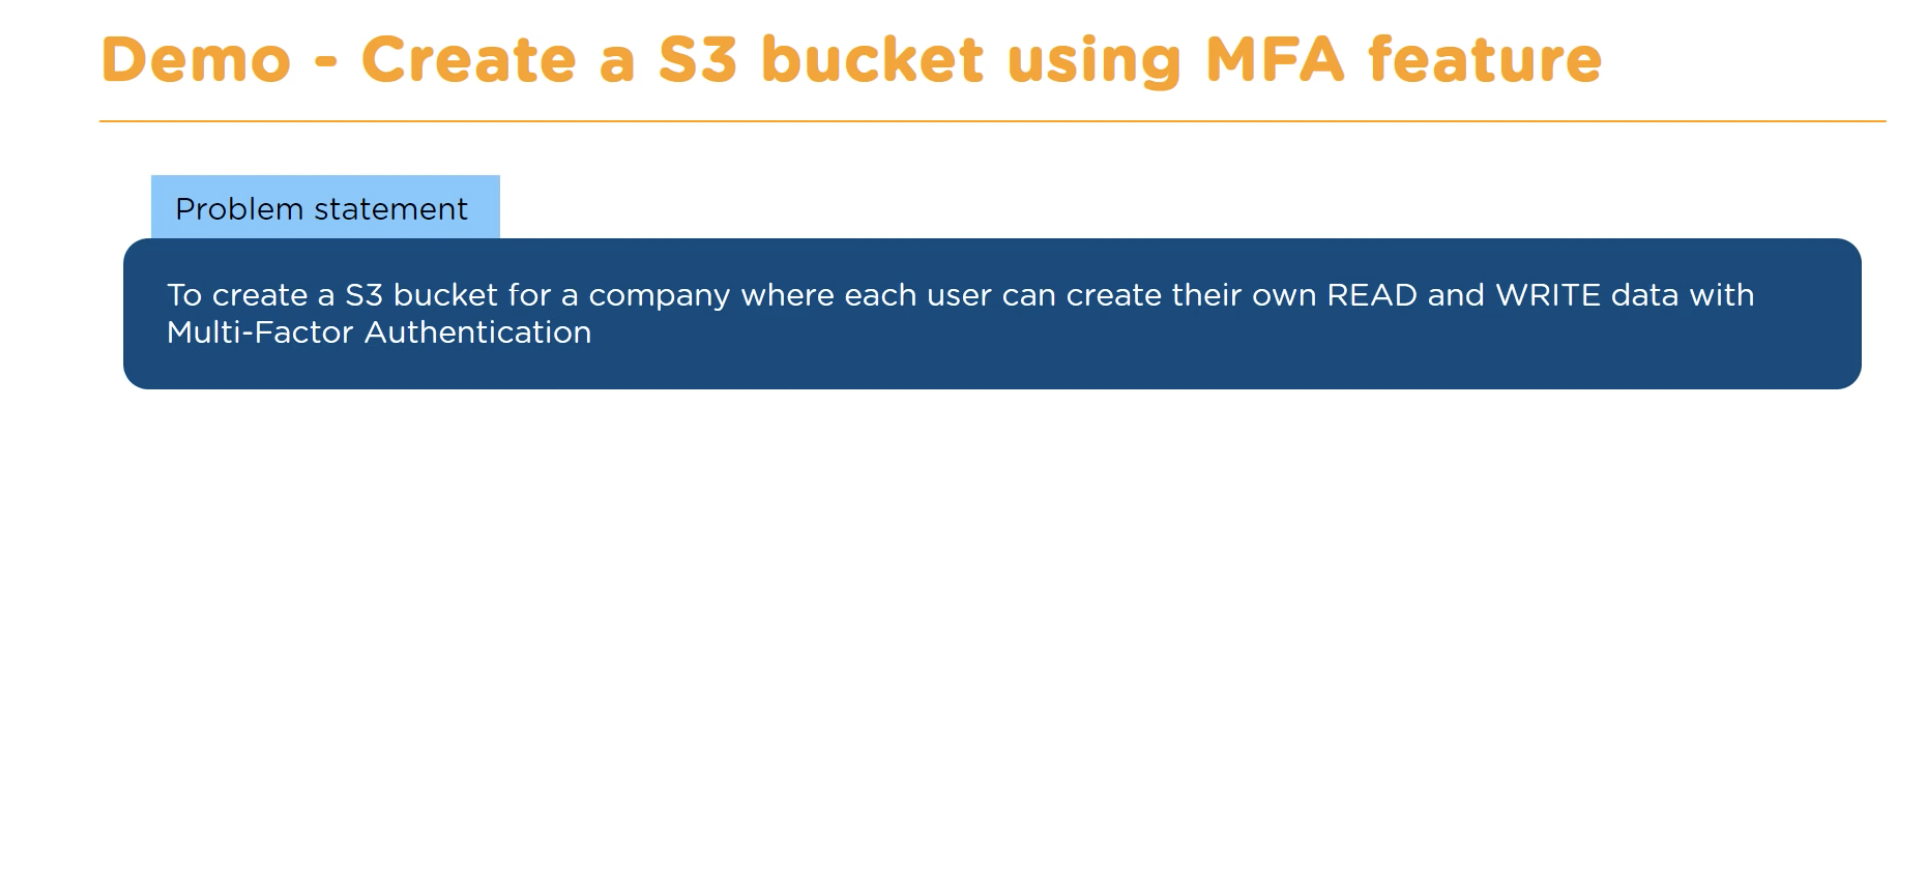 Demo - Create a S3 bucket using MFA feature
Problem statement
To create a S3 bucket for a company where each user can create their own READ and WRITE data with
Multi-Factor Authentication